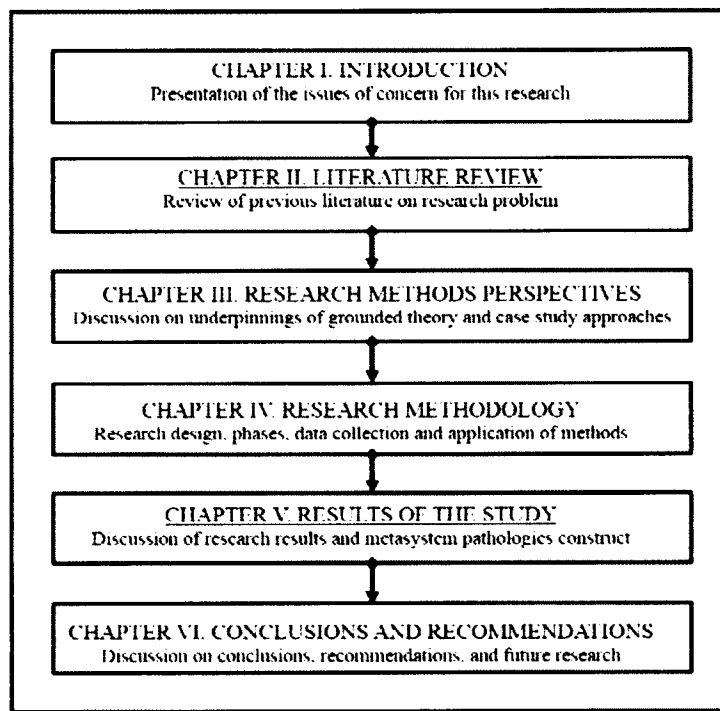 CHAPTER I. INTRODUCTION
Presentation of the issues of concern for this research
CHAPTER II. LITERATURE REVIEW
Review of previous literature on research problem
CHAPTER III. RESEARCH METHODS PERSPECTIVES
Discussion on underpinnings of grounded theory and case study approaches
CHAPTER IV. RESEARCH METHODOLOGY
Research design, phases, data collection and application of methods
CHAPTER V. RESULTS OF THE STUDY
Discussion of research results and metasystem pathologies construct
CHAPTER VI. CONCLUSIONS AND RECOMMENDATIONS
Discussion on conclusions, recommendations, and future research